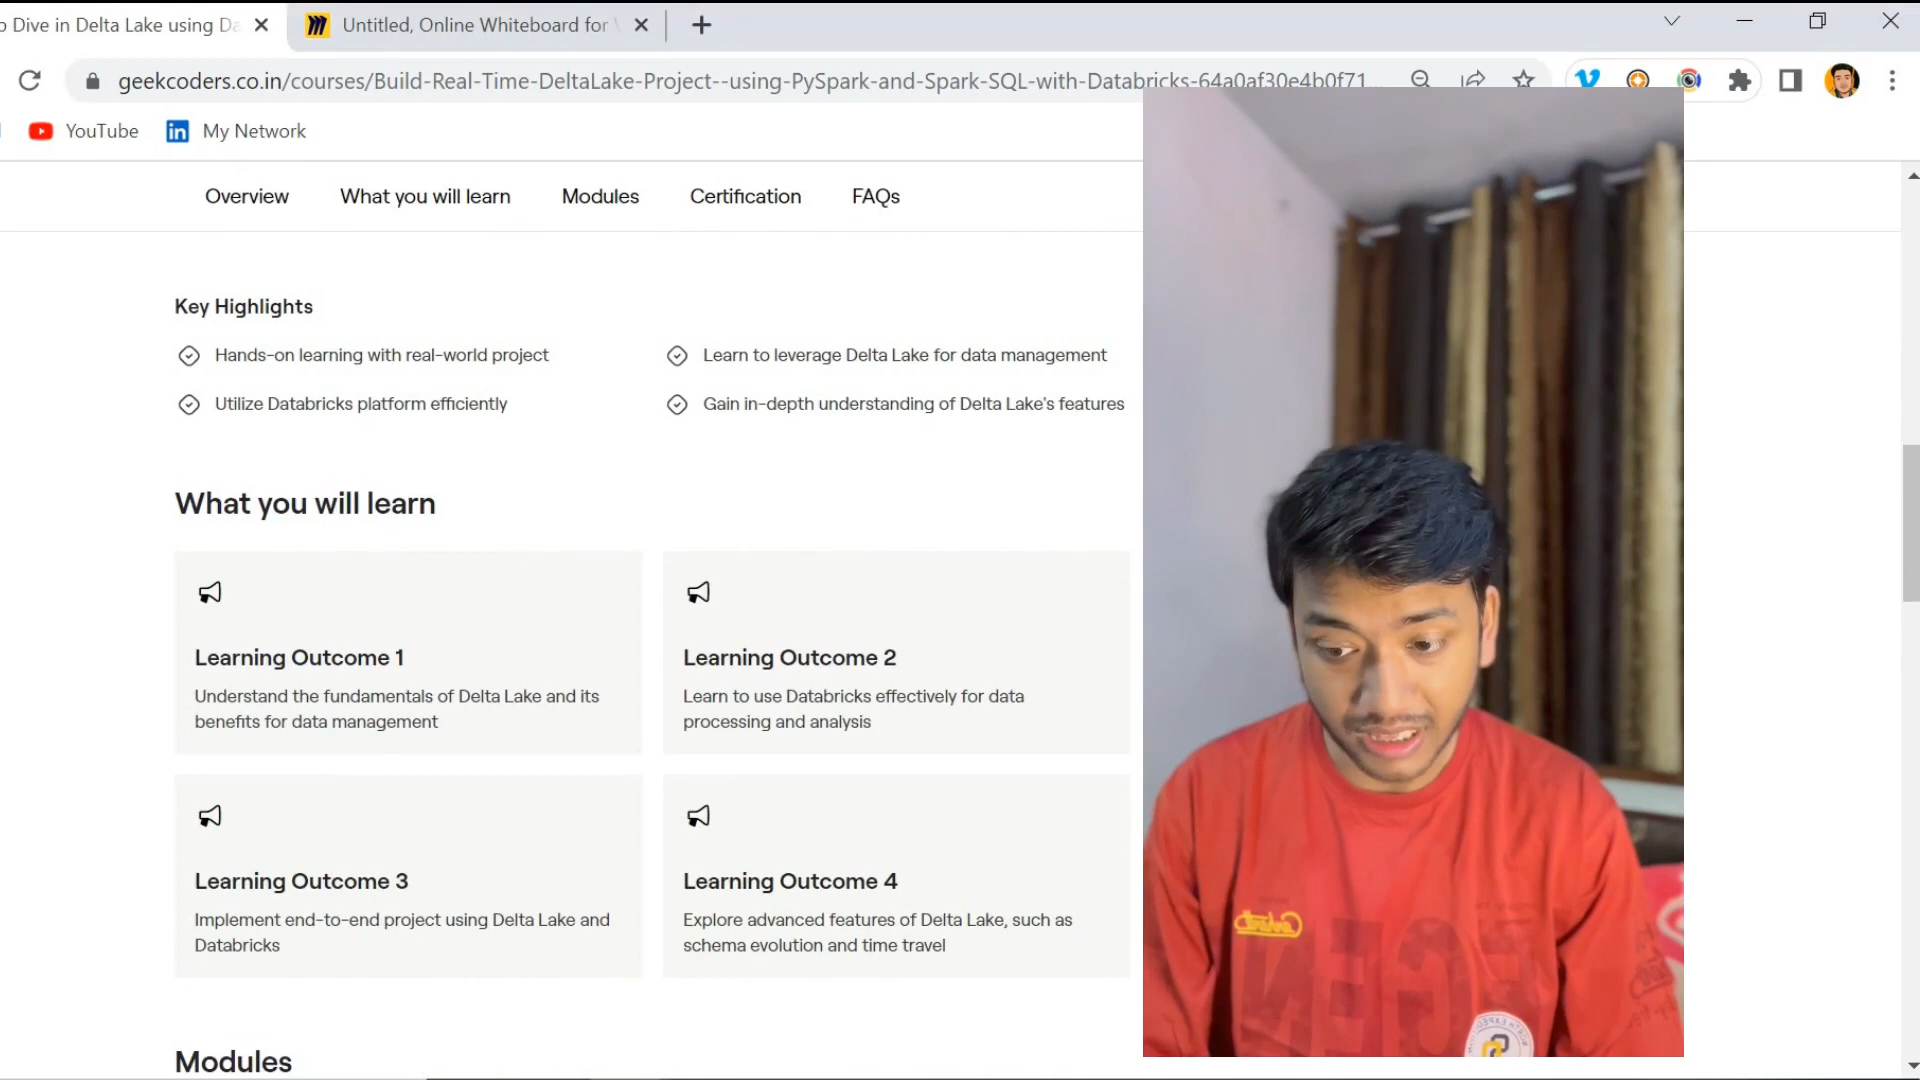 p Dive in Delta Lake using Da
Untitled, Online Whiteboard for
geekcoders.co.in/courses/Build-Real-Time-DeltaLake-Project--using-PySpark-and-Spark-SQL-with-Databricks-64a0af30e4b0f71...
YouTube
My Network
Overview
What you will learn
Modules
Certification
FAQs
Key Highlights
Hands-on learning with real-world project
Learn to leverage Delta Lake for data management
Utilize Databricks platform efficiently
Gain in-depth understanding of Delta Lake's features
What you will learn
Learning Outcome 1
Understand the fundamentals of Delta Lake and its
benefits for data management
Learning Outcome 2
Learn to use Databricks effectively for data
processing and analysis
Learning Outcome 3
Implement end-to-end project using Delta Lake and
Databricks
Learning Outcome 4
Explore advanced features of Delta Lake, such as
schema evolution and time travel
Modules